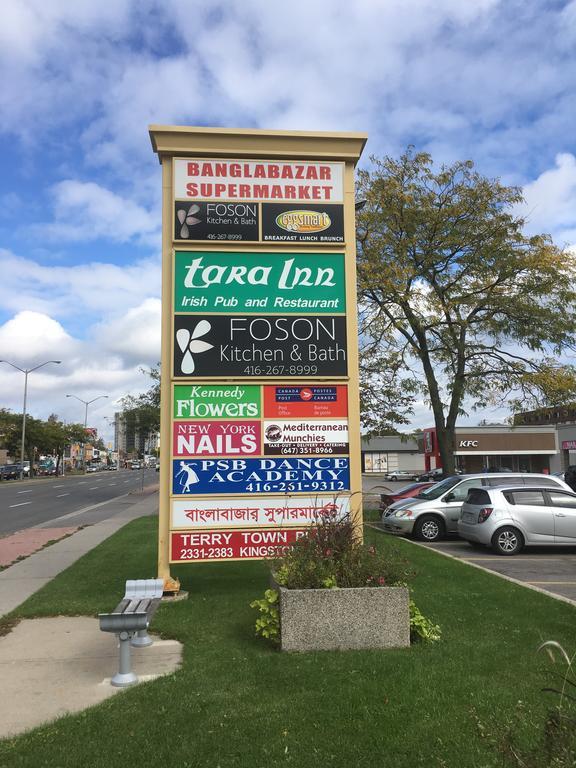 BANGLABAZAR
SUPERMARKET
FOSON
Kitchen & Bath
416-267-8999
eggsmart
BREAKFAST LUNCH BRUNCH
tara Inn
Irish Pub and Restaurant
FOSON
Kitchen & Bath
416-267-8999
Kennedy
Flowers
CANADA POSTES
POST CANADA
Post Office Bureau de Poste
NEW YORK
NAILS
Mediterranean
Munchies
TAKE-OUT • DELIVERY • CATERING
(647) 351-8966
PSB DANCE
ACADEMY
416-261-9312
বাংলাবাজার সুপারমার্কেট
TERRY TOWN
2331-2383 KINGST
KFC